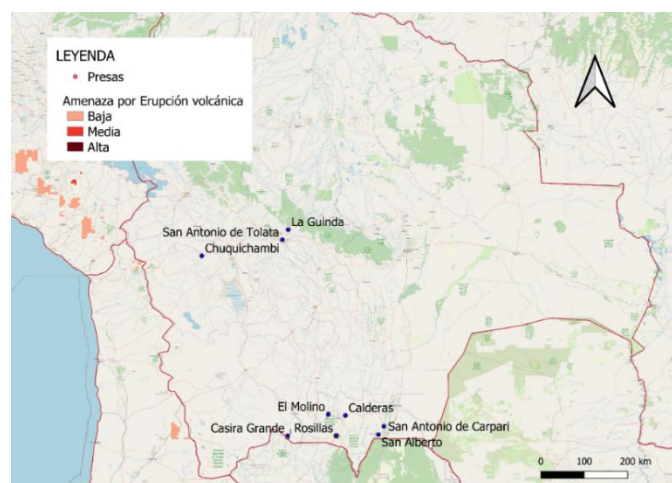 LEYENDA
Presas
Amenaza por Erupción volcánica
Baja
Media
Alta
La Guinda
San Antonio de Tolata
Chuquichambi
El Molino
Calderas
Casira Grande
Rosillas
San Antonio de Carpari
San Alberto
0 100 200 km